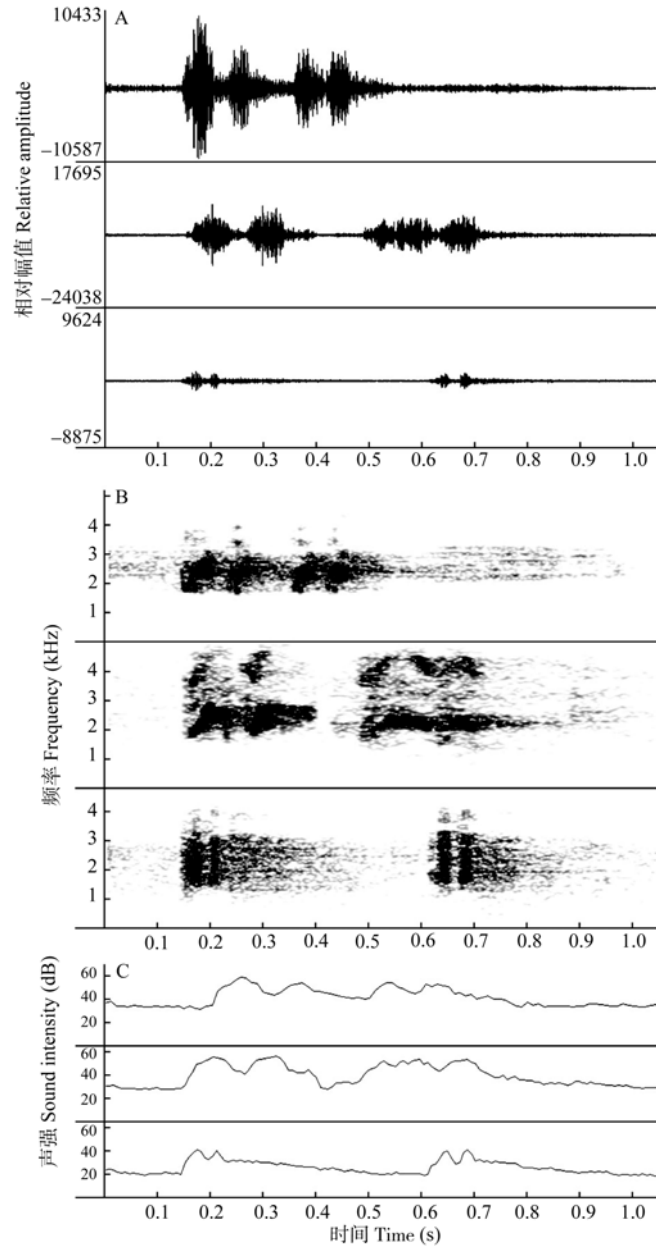 A
相对幅值 Relative amplitude
10433
−10587
17695
−24038
9624
−8875
0.1 0.2 0.3 0.4 0.5 0.6 0.7 0.8 0.9 1.0
B
频率 Frequency (kHz)
4
3
2
1
4
3
2
1
4
3
2
1
0.1 0.2 0.3 0.4 0.5 0.6 0.7 0.8 0.9 1.0
C
声强 Sound intensity (dB)
60
40
20
60
40
20
60
40
20
0.1 0.2 0.3 0.4 0.5 0.6 0.7 0.8 0.9 1.0
时间 Time (s)